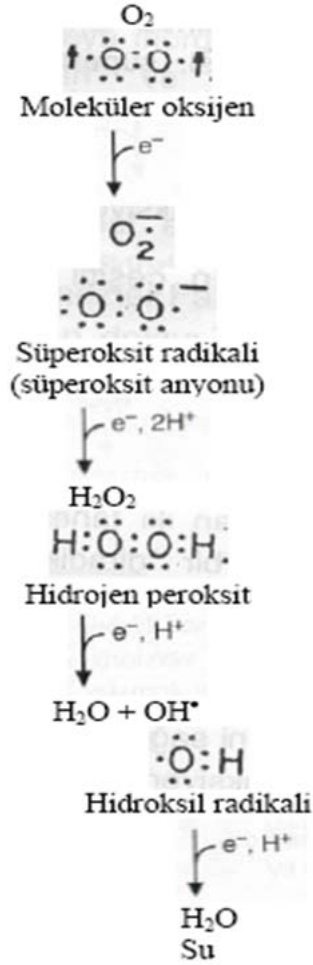 O₂
·O:O·
Moleküler oksijen
e⁻
O₂⁻·
:O:O·⁻
Süperoksit radikali
(süperoksit anyonu)
e⁻, 2H⁺
H₂O₂
H:O:O:H
Hidrojen peroksit
e⁻, H⁺
H₂O + OH•
·O:H
Hidroksil radikali
e⁻, H⁺
H₂O
Su